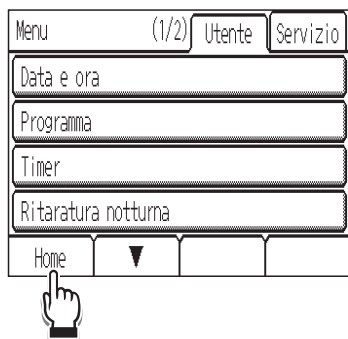 Menu (1/2) Utente Servizio
Data e ora
Programma
Timer
Ritaratura notturna
Home ▼